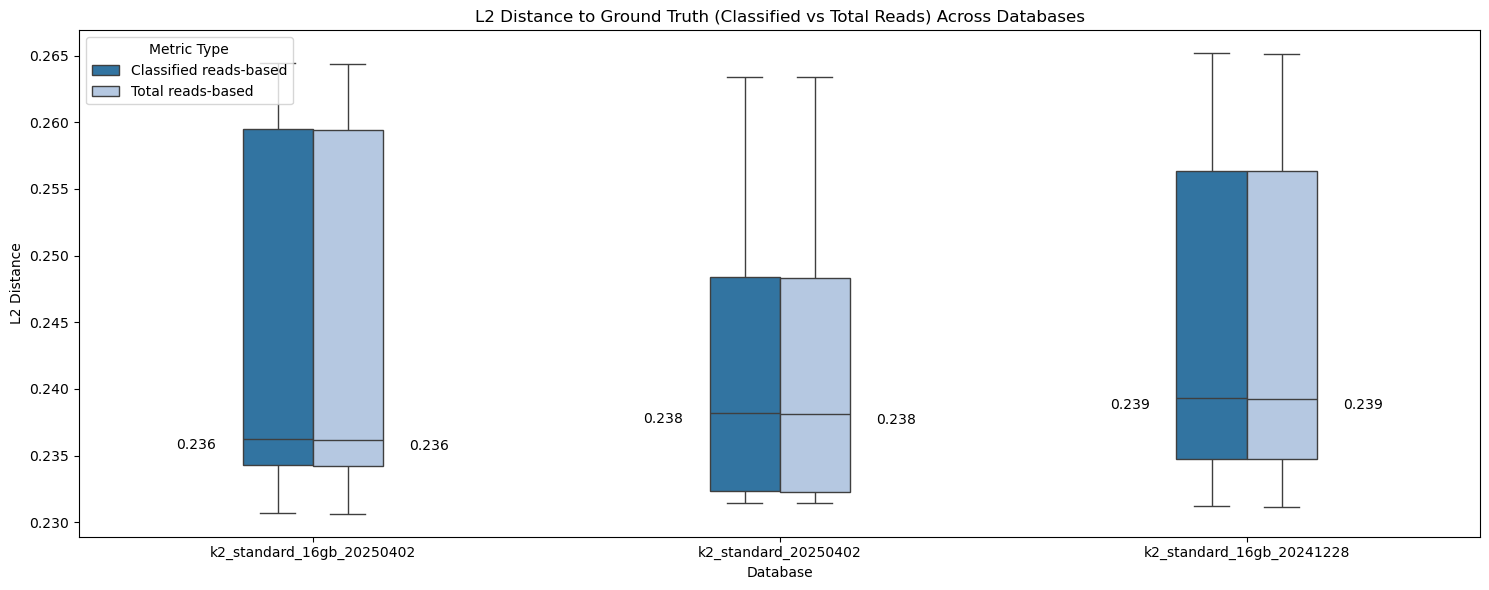 L2 Distance to Ground Truth (Classified vs Total Reads) Across Databases
Metric Type
Classified reads-based
Total reads-based
L2 Distance
0.265
0.260
0.255
0.250
0.245
0.240
0.235
0.230
0.236
0.236
0.238
0.238
0.239
0.239
k2_standard_16gb_20250402
k2_standard_20250402
k2_standard_16gb_20241228
Database